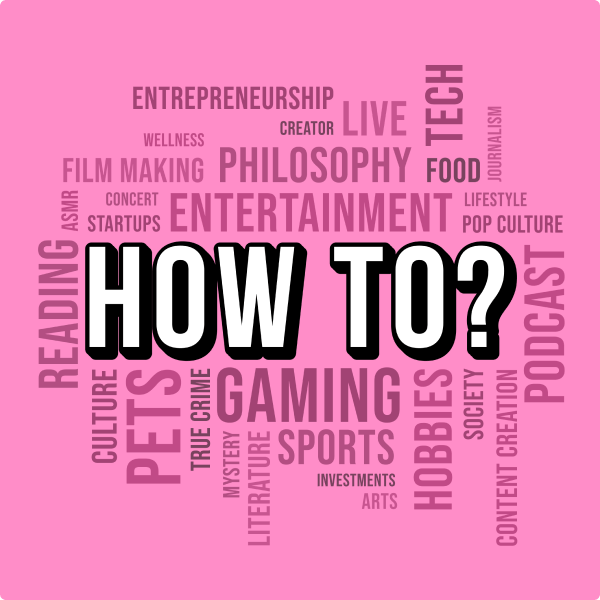 TECH
ENTREPRENEURSHIP
LIVE
CREATOR
JOURNALISM
WELLNESS
FILM MAKING
PHILOSOPHY
FOOD
ASMR
CONCERT
ENTERTAINMENT
LIFESTYLE
STARTUPS
POP CULTURE
READING
HOW TO?
PODCAST
CULTURE
PETS
TRUE CRIME
GAMING
HOBBIES
SOCIETY
CONTENT CREATION
MYSTERY
LITERATURE
SPORTS
INVESTMENTS
ARTS